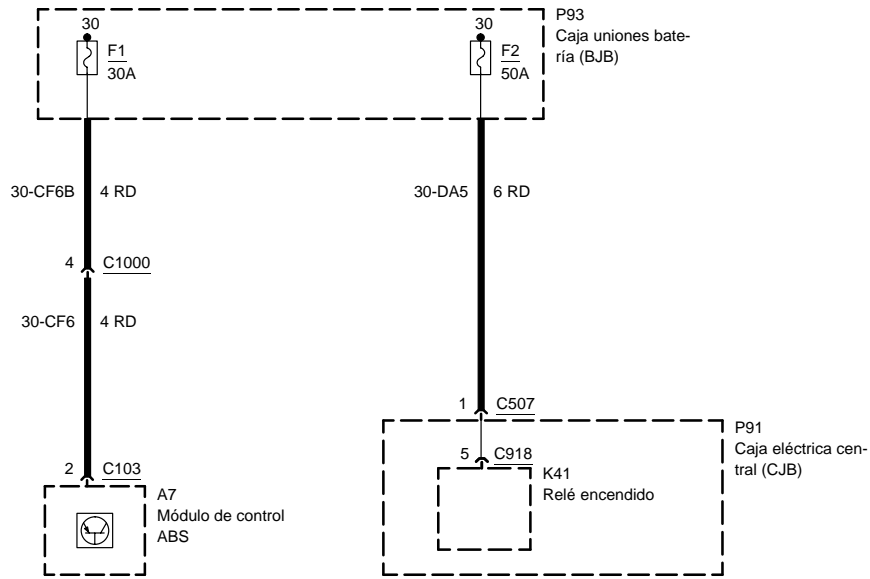 P93
Caja uniones bate-
ría (BJB)
30
F1
30A
30
F2
50A
30-CF6B
4 RD
30-DA5
6 RD
4
C1000
30-CF6
4 RD
1
C507
P91
Caja eléctrica cen-
tral (CJB)
5
C918
K41
Relé encendido
2
C103
A7
Módulo de control
ABS